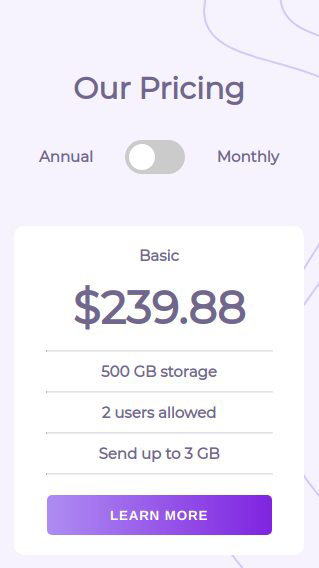 Our Pricing
Annual Monthly
Basic
$239.88
500 GB storage
2 users allowed
Send up to 3 GB
LEARN MORE